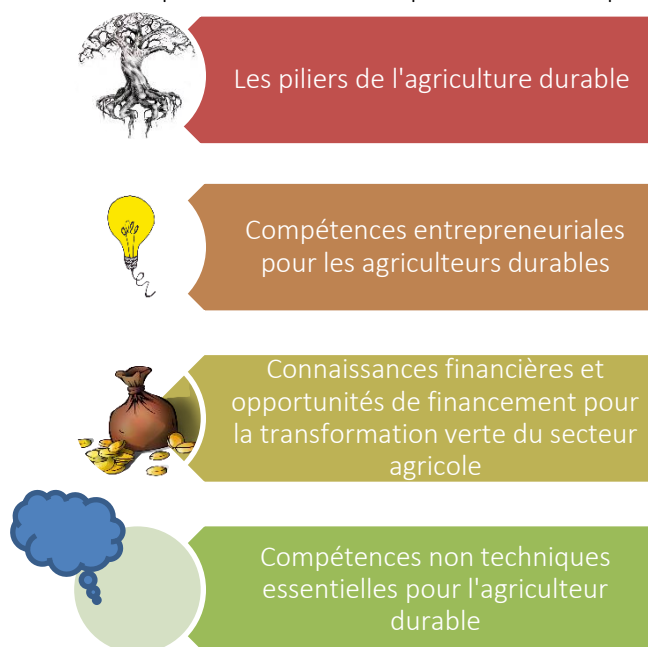 Les piliers de l'agriculture durable
Compétences entrepreneuriales
pour les agriculteurs durables
Connaissances financières et
opportunités de financement pour
la transformation verte du secteur
agricole
Compétences non techniques
essentielles pour l'agriculteur
durable